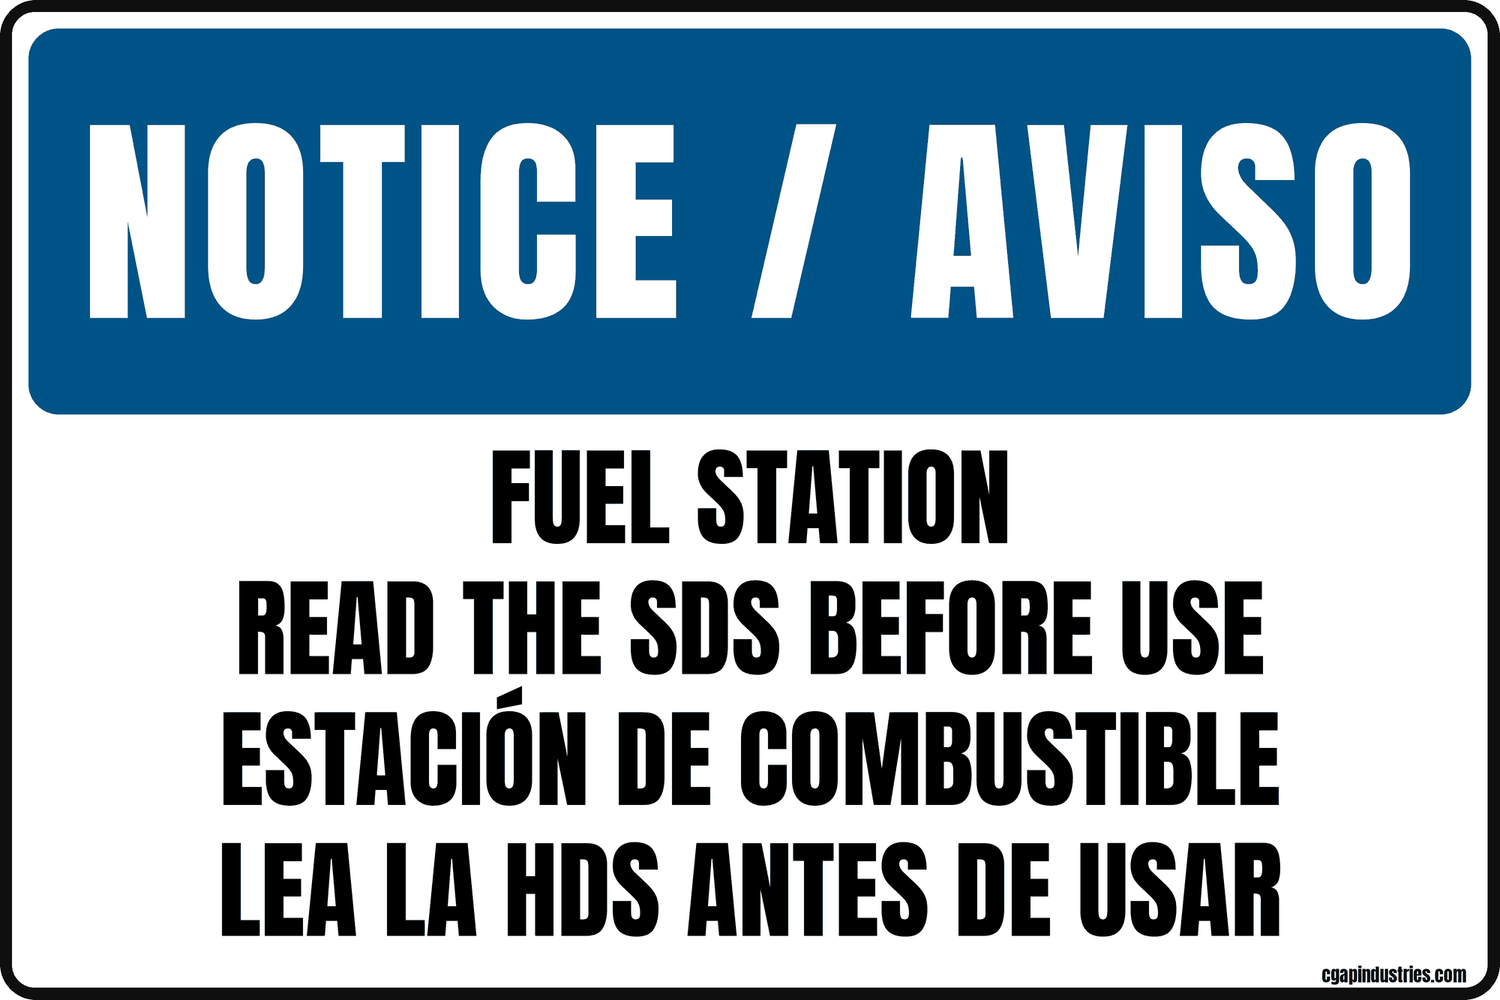 NOTICE / AVISO
FUEL STATION
READ THE SDS BEFORE USE
ESTACIÓN DE COMBUSTIBLE
LEA LA HDS ANTES DE USAR
cgapindustries.com